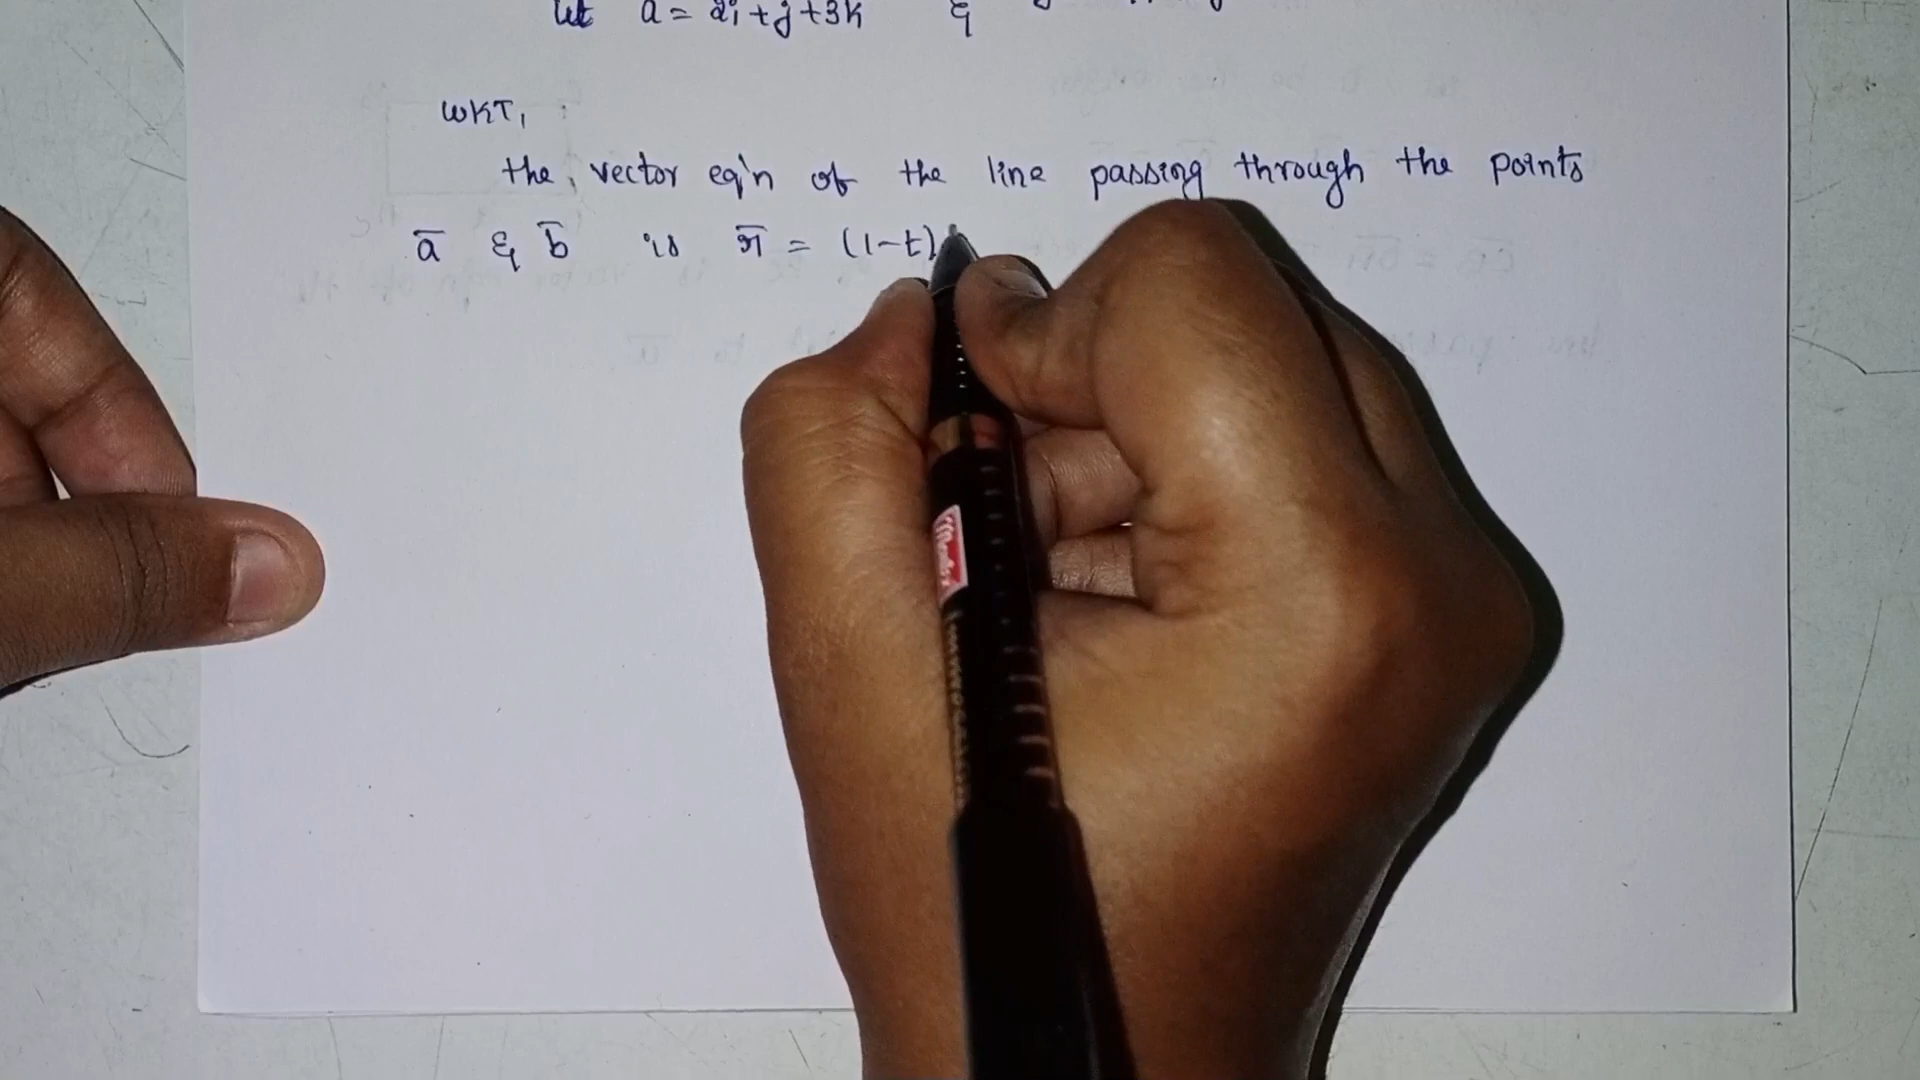 let a = 2i + j + 3k &
WKT,
the vector eq'n of the line passing through the points
a̅ & b̅ is r̅ = (1-t)